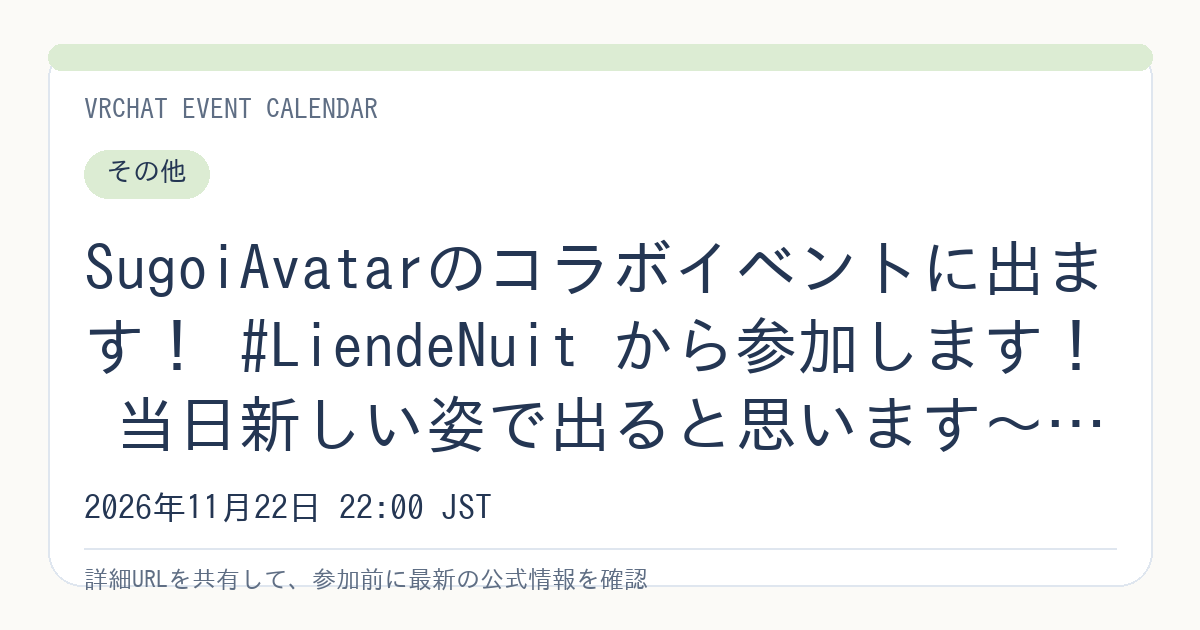 VRCHAT EVENT CALENDAR
その他
SugoiAvatarのコラボイベントに出ま
す！ #LiendeNuit から参加します！
当日新しい姿で出ると思います〜…
2026年11月22日 22:00 JST
詳細URLを共有して、参加前に最新の公式情報を確認